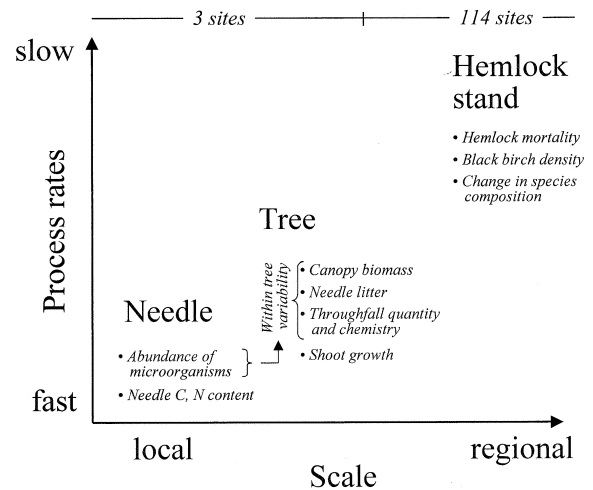 3 sites
114 sites
slow
Hemlock
stand
• Hemlock mortality
• Black birch density
• Change in species
composition
Process rates
Tree
Within tree
variability
• Canopy biomass
• Needle litter
• Throughfall quantity
and chemistry
• Shoot growth
Needle
• Abundance of
microorganisms
• Needle C, N content
fast
local
regional
Scale